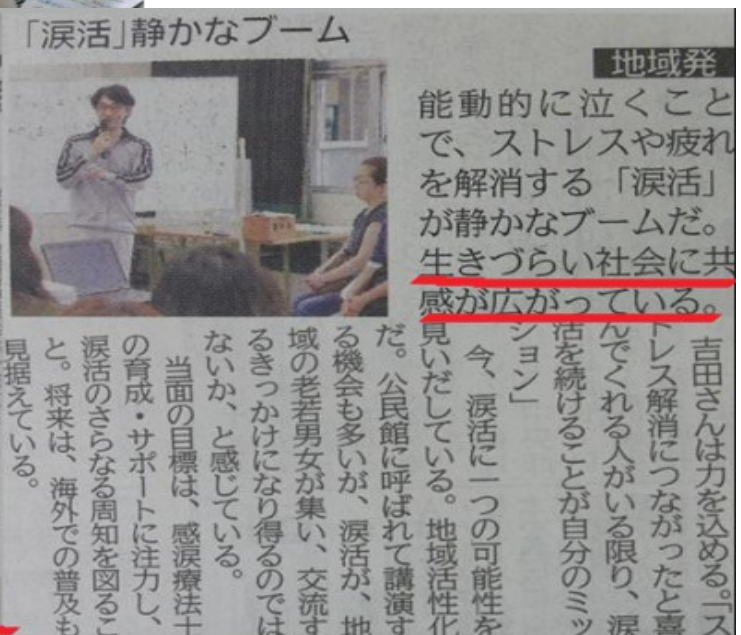 「涙活」静かなブーム
地域発
能動的に泣くこと
で、ストレスや疲れ
を解消する「涙活」
が静かなブームだ。
生きづらい社会に共
感が広がっている。
吉田さんは力を込める。「ス
トレス解消につながったと喜
んでくれる人がいる限り、涙
活を続けることが自分のミッ
ション」
今、涙活に一つの可能性を
見いだしている。地域活性化
だ。公民館に呼ばれて講演す
る機会も多いが、涙活が、地
域の老若男女が集い、交流す
るきっかけになり得るのでは
ないか、と感じている。
当面の目標は、感涙療法士
の育成・サポートに注力し、
涙活のさらなる周知を図るこ
と。将来は、海外での普及も
見据えている。